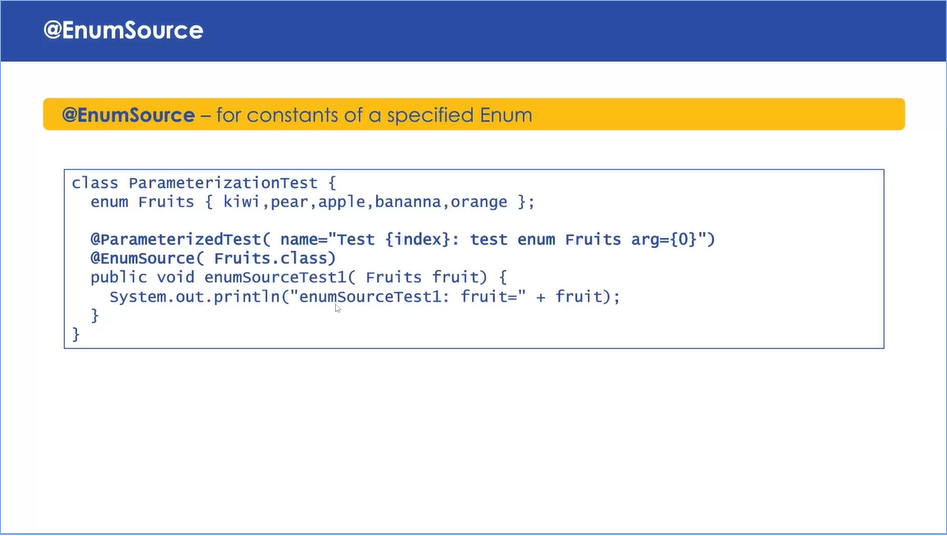 @EnumSource
@EnumSource – for constants of a specified Enum
class ParameterizationTest {
enum Fruits { kiwi,pear,apple,bananna,orange };
@ParameterizedTest( name="Test {index}: test enum Fruits arg={0}")
@EnumSource( Fruits.class)
public void enumSourceTest1( Fruits fruit) {
System.out.println("enumSourceTest1: fruit=" + fruit);
}
}